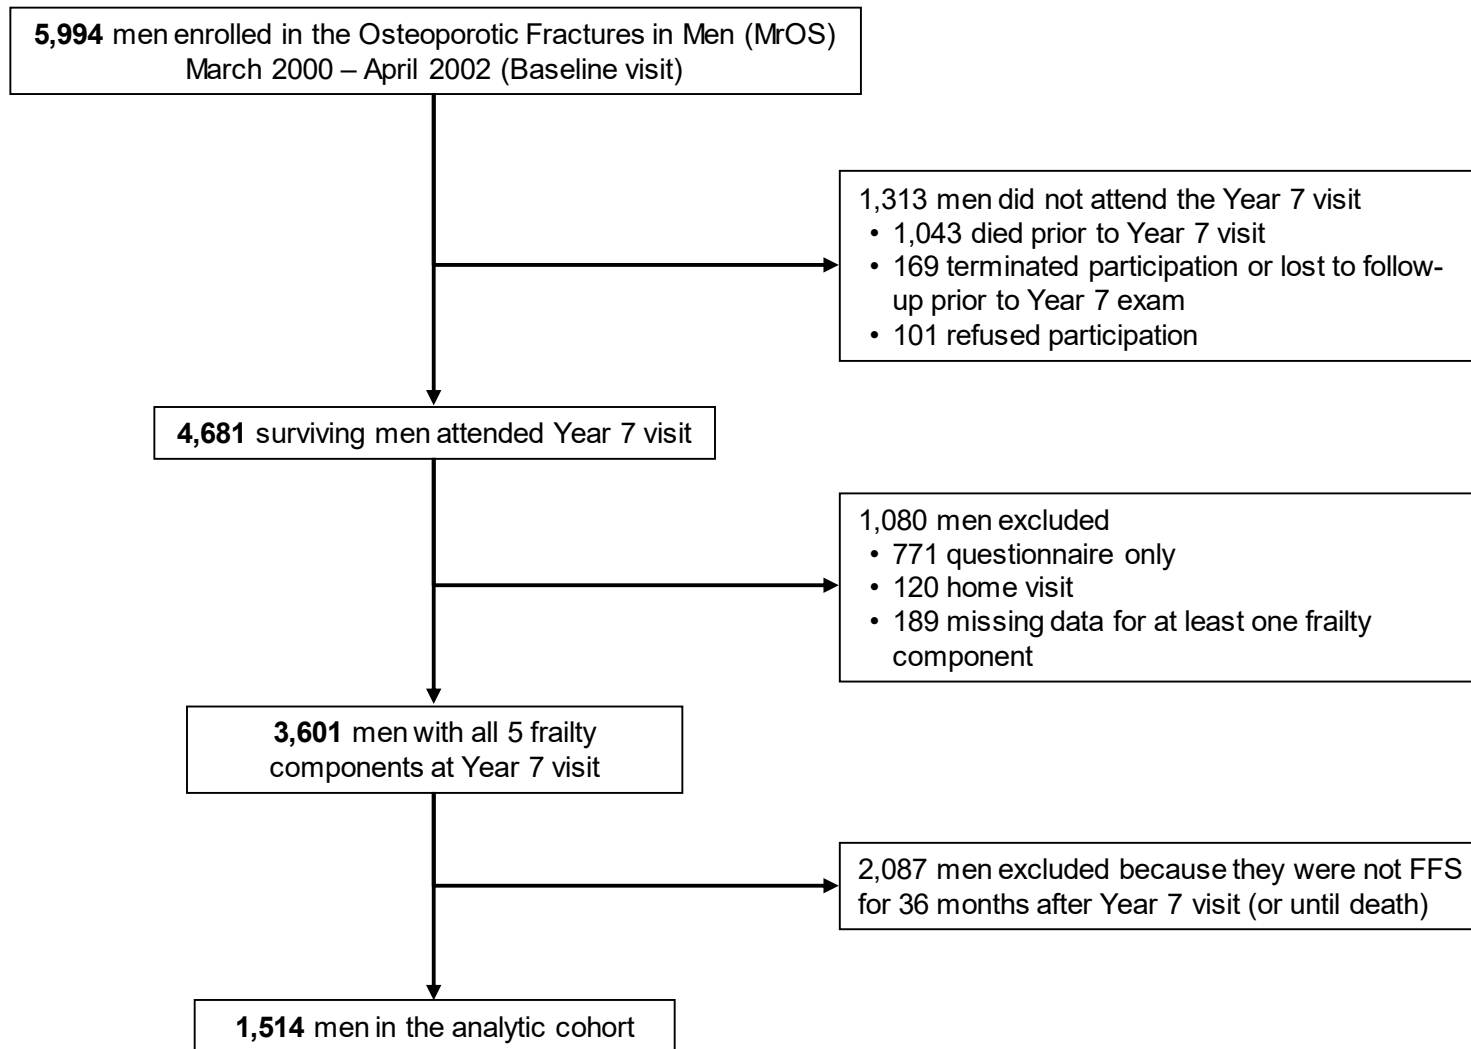 5,994 men enrolled in the Osteoporotic Fractures in Men (MrOS)
March 2000 – April 2002 (Baseline visit)
1,313 men did not attend the Year 7 visit
• 1,043 died prior to Year 7 visit
• 169 terminated participation or lost to follow-
up prior to Year 7 exam
• 101 refused participation
4,681 surviving men attended Year 7 visit
1,080 men excluded
• 771 questionnaire only
• 120 home visit
• 189 missing data for at least one frailty
component
3,601 men with all 5 frailty
components at Year 7 visit
2,087 men excluded because they were not FFS
for 36 months after Year 7 visit (or until death)
1,514 men in the analytic cohort